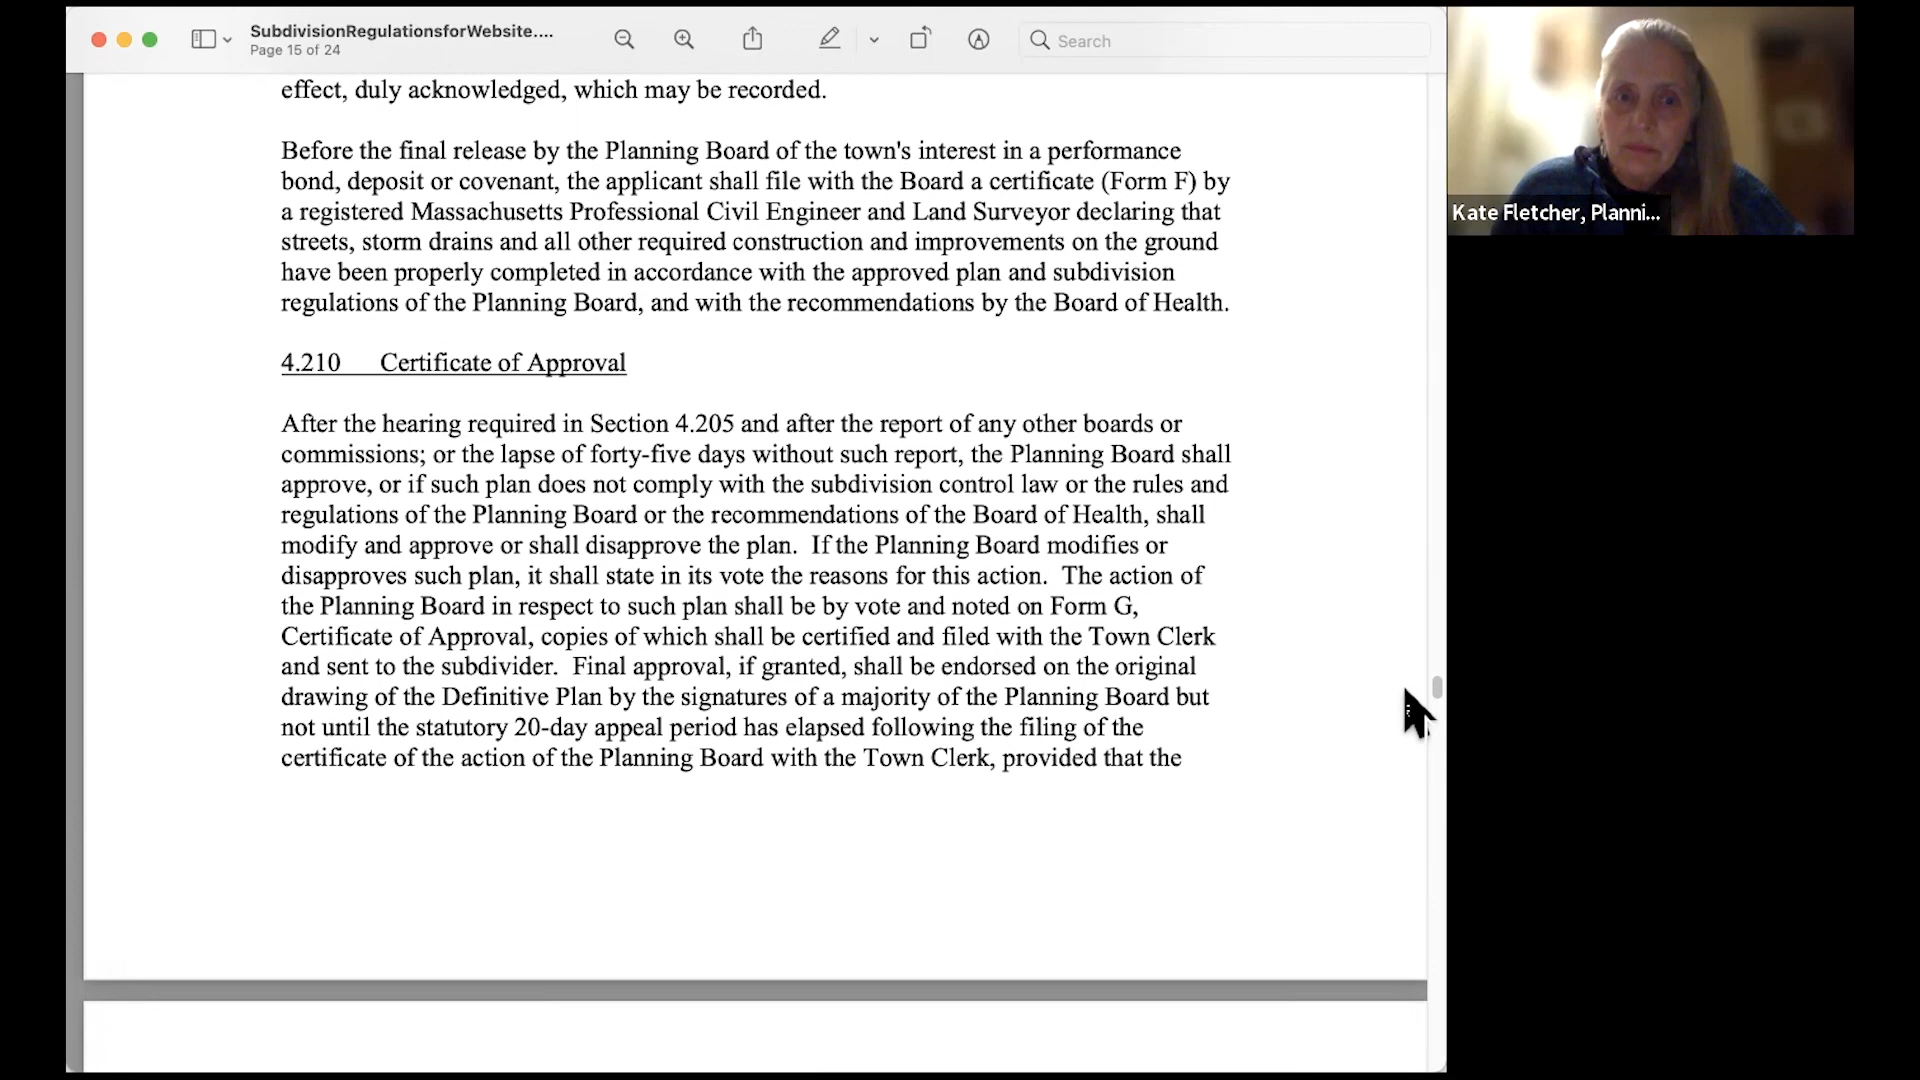 SubdivisionRegulationsforWebsite....
Page 15 of 24
Search
Kate Fletcher, Planni...
effect, duly acknowledged, which may be recorded.
Before the final release by the Planning Board of the town's interest in a performance
bond, deposit or covenant, the applicant shall file with the Board a certificate (Form F) by
a registered Massachusetts Professional Civil Engineer and Land Surveyor declaring that
streets, storm drains and all other required construction and improvements on the ground
have been properly completed in accordance with the approved plan and subdivision
regulations of the Planning Board, and with the recommendations by the Board of Health.
4.210 Certificate of Approval
After the hearing required in Section 4.205 and after the report of any other boards or
commissions; or the lapse of forty-five days without such report, the Planning Board shall
approve, or if such plan does not comply with the subdivision control law or the rules and
regulations of the Planning Board or the recommendations of the Board of Health, shall
modify and approve or shall disapprove the plan.  If the Planning Board modifies or
disapproves such plan, it shall state in its vote the reasons for this action.  The action of
the Planning Board in respect to such plan shall be by vote and noted on Form G,
Certificate of Approval, copies of which shall be certified and filed with the Town Clerk
and sent to the subdivider.  Final approval, if granted, shall be endorsed on the original
drawing of the Definitive Plan by the signatures of a majority of the Planning Board but
not until the statutory 20-day appeal period has elapsed following the filing of the
certificate of the action of the Planning Board with the Town Clerk, provided that the